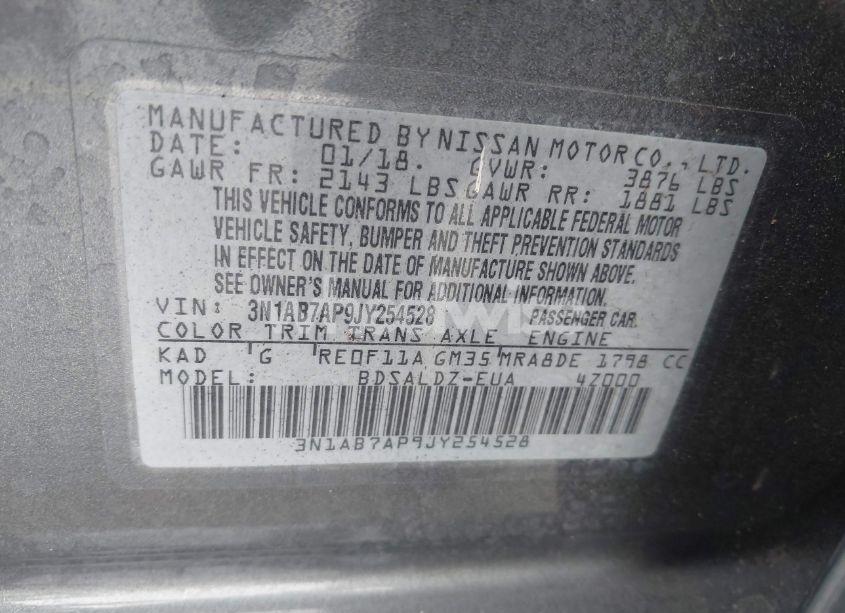 MANUFACTURED BY NISSAN MOTOR CO., LTD.
DATE: 01/18. GVWR: 3876 LBS
GAWR FR: 2143 LBS GAWR RR: 1881 LBS
THIS VEHICLE CONFORMS TO ALL APPLICABLE FEDERAL MOTOR
VEHICLE SAFETY, BUMPER AND THEFT PREVENTION STANDARDS
IN EFFECT ON THE DATE OF MANUFACTURE SHOWN ABOVE.
SEE OWNER'S MANUAL FOR ADDITIONAL INFORMATION.
VIN: 3N1AB7AP9JY254528 PASSENGER CAR.
COLOR TRIM TRANS AXLE ENGINE
KAD G RE0F11A GM35 MRA8DE 1798 CC
MODEL: BDSALDZ-EUA 4Z000
3N1AB7AP9JY254528